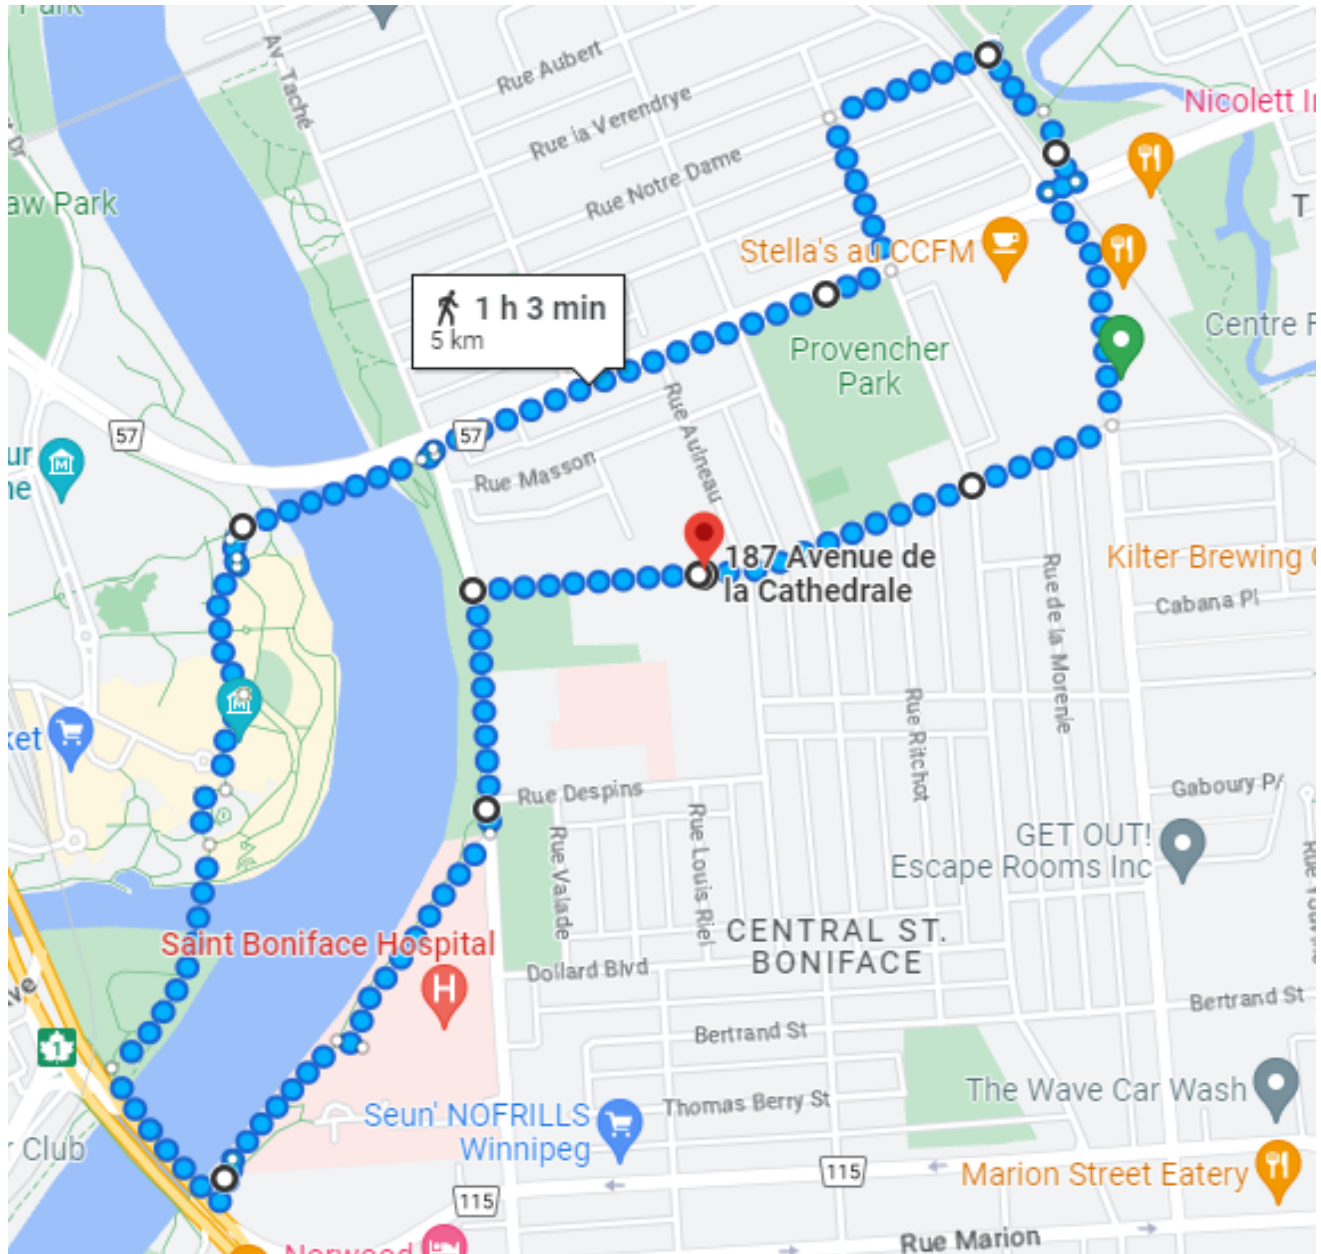 Park
Av. Taché
Rue Aubert
Rue la Verendrye
Rue Notre Dame
Nicolett I
aw Park
Stella's au CCFM
1 h 3 min
5 km
Provencher
Park
Centre F
T
57
57
Rue Masson
Rue Aulneau
187 Avenue de
la Cathedrale
Kilter Brewing
Cabana Pl
Rue de la Morenie
Rue Ritchot
ket
Rue Despins
Gaboury P
GET OUT!
Escape Rooms Inc
Rue Valade
Rue Louis Riel
CENTRAL ST.
BONIFACE
Saint Boniface Hospital
H
Dollard Blvd
Bertrand St
Bertrand St
1
The Wave Car Wash
Thomas Berry St
Seun' NOFRILLS
Winnipeg
Club
115
115
Marion Street Eatery
Rue Marion
Norwood